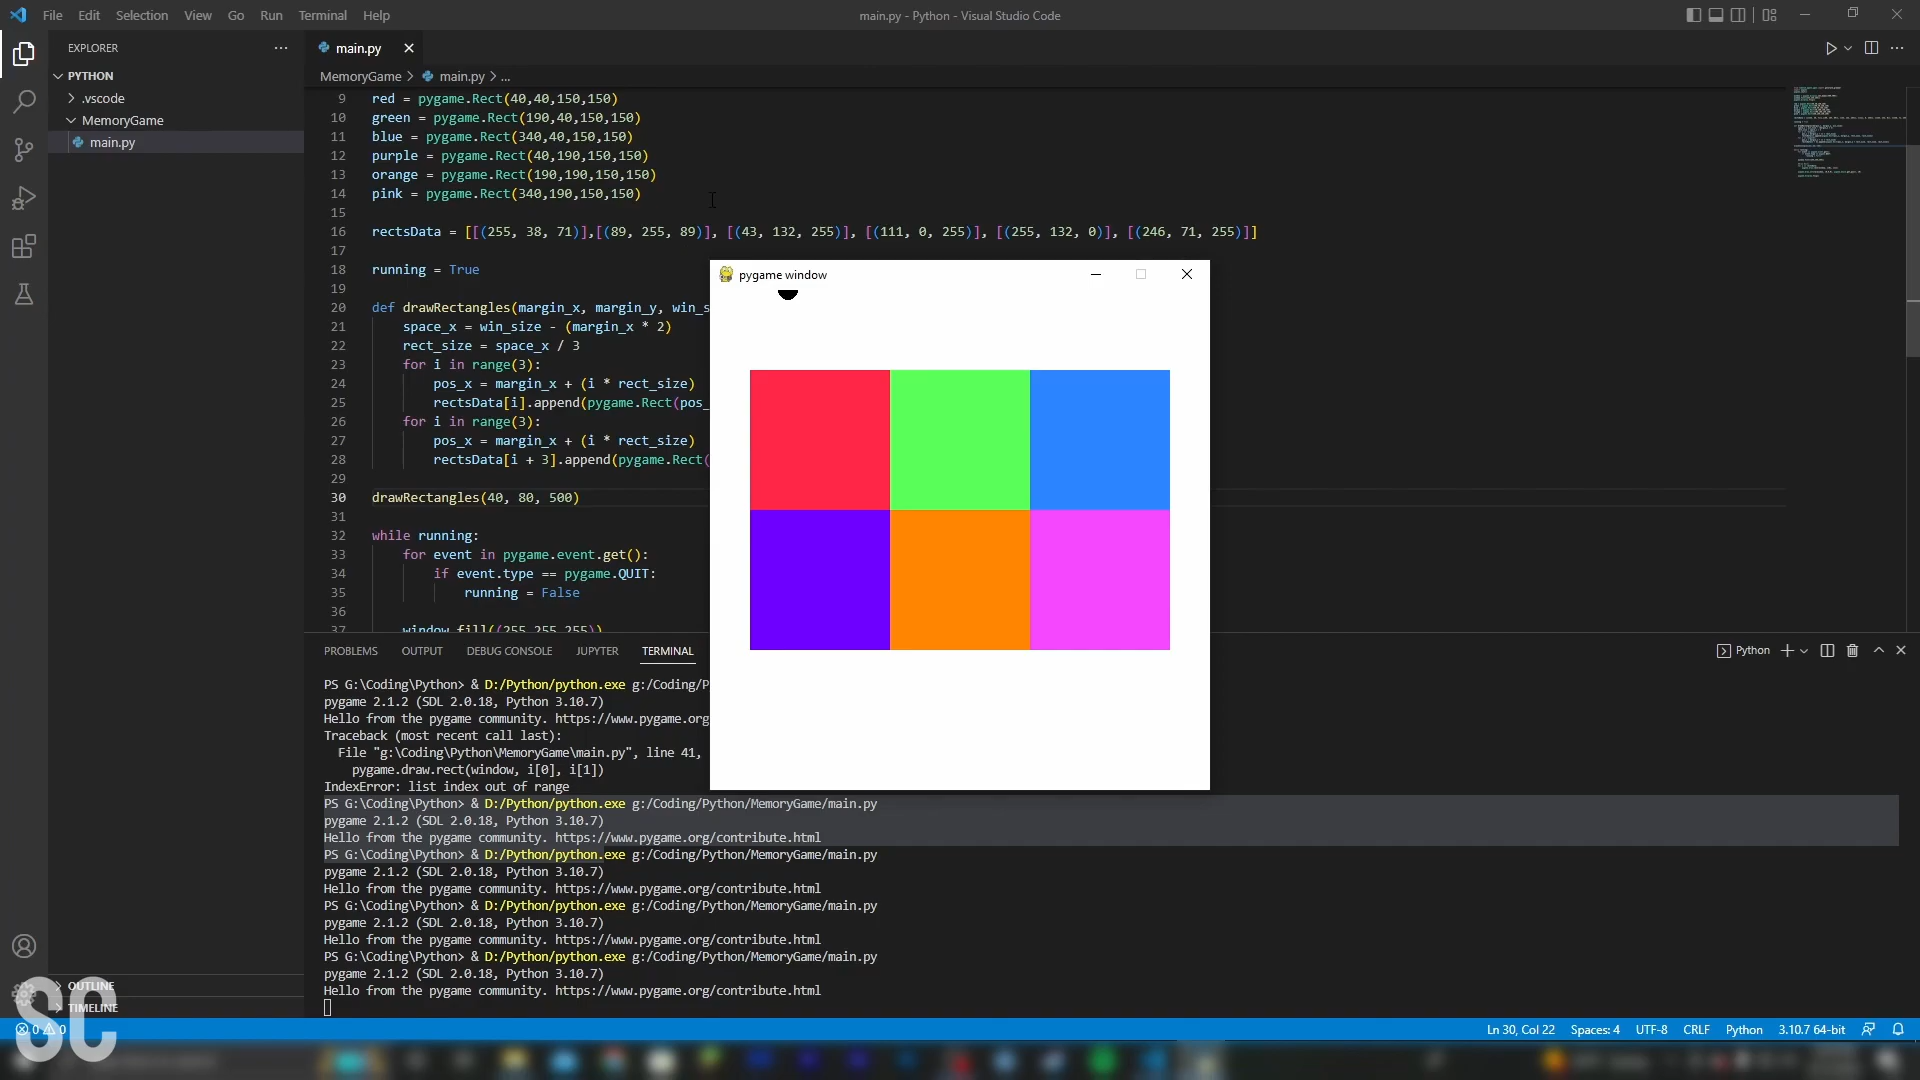 File Edit Selection View Go Run Terminal Help
main.py - Python - Visual Studio Code
EXPLORER
PYTHON
.vscode
MemoryGame
main.py
main.py
MemoryGame > main.py > ...
9 red = pygame.Rect(40,40,150,150)
10 green = pygame.Rect(190,40,150,150)
11 blue = pygame.Rect(340,40,150,150)
12 purple = pygame.Rect(40,190,150,150)
13 orange = pygame.Rect(190,190,150,150)
14 pink = pygame.Rect(340,190,150,150)
15
16 rectsData = [[(255, 38, 71)],[(89, 255, 89)], [(43, 132, 255)], [(111, 0, 255)], [(255, 132, 0)], [(246, 71, 255)]]
17
18 running = True
19
20 def drawRectangles(margin_x, margin_y, win_s
21 space_x = win_size - (margin_x * 2)
22 rect_size = space_x / 3
23 for i in range(3):
24 pos_x = margin_x + (i * rect_size)
25 rectsData[i].append(pygame.Rect(pos_
26 for i in range(3):
27 pos_x = margin_x + (i * rect_size)
28 rectsData[i + 3].append(pygame.Rect(
29
30 drawRectangles(40, 80, 500)
31
32 while running:
33 for event in pygame.event.get():
34 if event.type == pygame.QUIT:
35 running = False
36
37 window.fill((255,255,255))
pygame window
PROBLEMS OUTPUT DEBUG CONSOLE JUPYTER TERMINAL
Python
PS G:\Coding\Python> & D:/Python/python.exe g:/Coding/P
pygame 2.1.2 (SDL 2.0.18, Python 3.10.7)
Hello from the pygame community. https://www.pygame.org
Traceback (most recent call last):
File "g:\Coding\Python\MemoryGame\main.py", line 41,
pygame.draw.rect(window, i[0], i[1])
IndexError: list index out of range
PS G:\Coding\Python> & D:/Python/python.exe g:/Coding/Python/MemoryGame/main.py
pygame 2.1.2 (SDL 2.0.18, Python 3.10.7)
Hello from the pygame community. https://www.pygame.org/contribute.html
PS G:\Coding\Python> & D:/Python/python.exe g:/Coding/Python/MemoryGame/main.py
pygame 2.1.2 (SDL 2.0.18, Python 3.10.7)
Hello from the pygame community. https://www.pygame.org/contribute.html
PS G:\Coding\Python> & D:/Python/python.exe g:/Coding/Python/MemoryGame/main.py
pygame 2.1.2 (SDL 2.0.18, Python 3.10.7)
Hello from the pygame community. https://www.pygame.org/contribute.html
PS G:\Coding\Python> & D:/Python/python.exe g:/Coding/Python/MemoryGame/main.py
pygame 2.1.2 (SDL 2.0.18, Python 3.10.7)
Hello from the pygame community. https://www.pygame.org/contribute.html
OUTLINE
TIMELINE
SC
0 0
Ln 30, Col 22 Spaces: 4 UTF-8 CRLF Python 3.10.7 64-bit